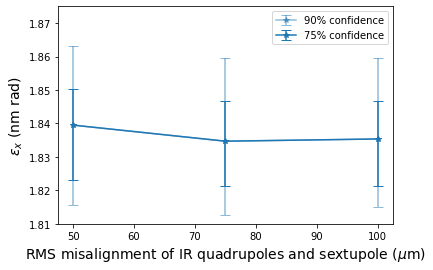 90% confidence
75% confidence
εx (nm rad)
1.87
1.86
1.85
1.84
1.83
1.82
1.81
50 60 70 80 90 100
RMS misalignment of IR quadrupoles and sextupole (μm)